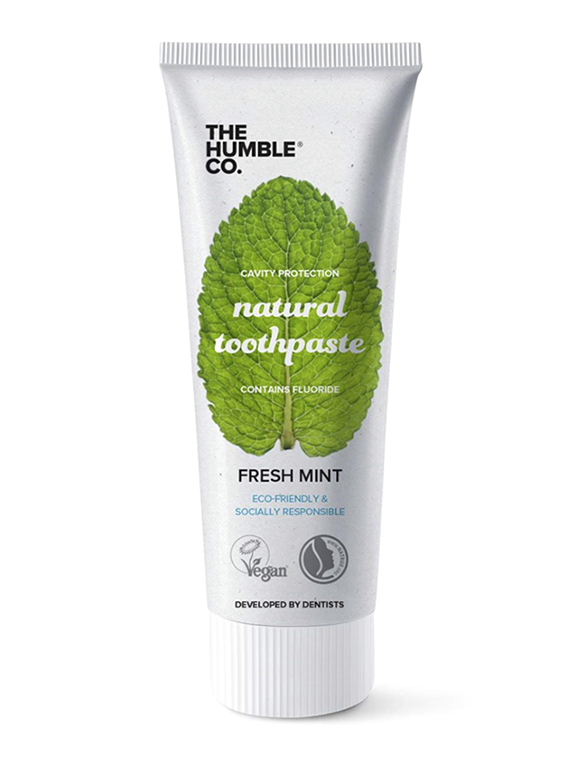 THE
HUMBLE®
CO.
CAVITY PROTECTION
natural
toothpaste
CONTAINS FLUORIDE
FRESH MINT
ECO-FRIENDLY &
SOCIALLY RESPONSIBLE
Vegan
DEVELOPED BY DENTISTS